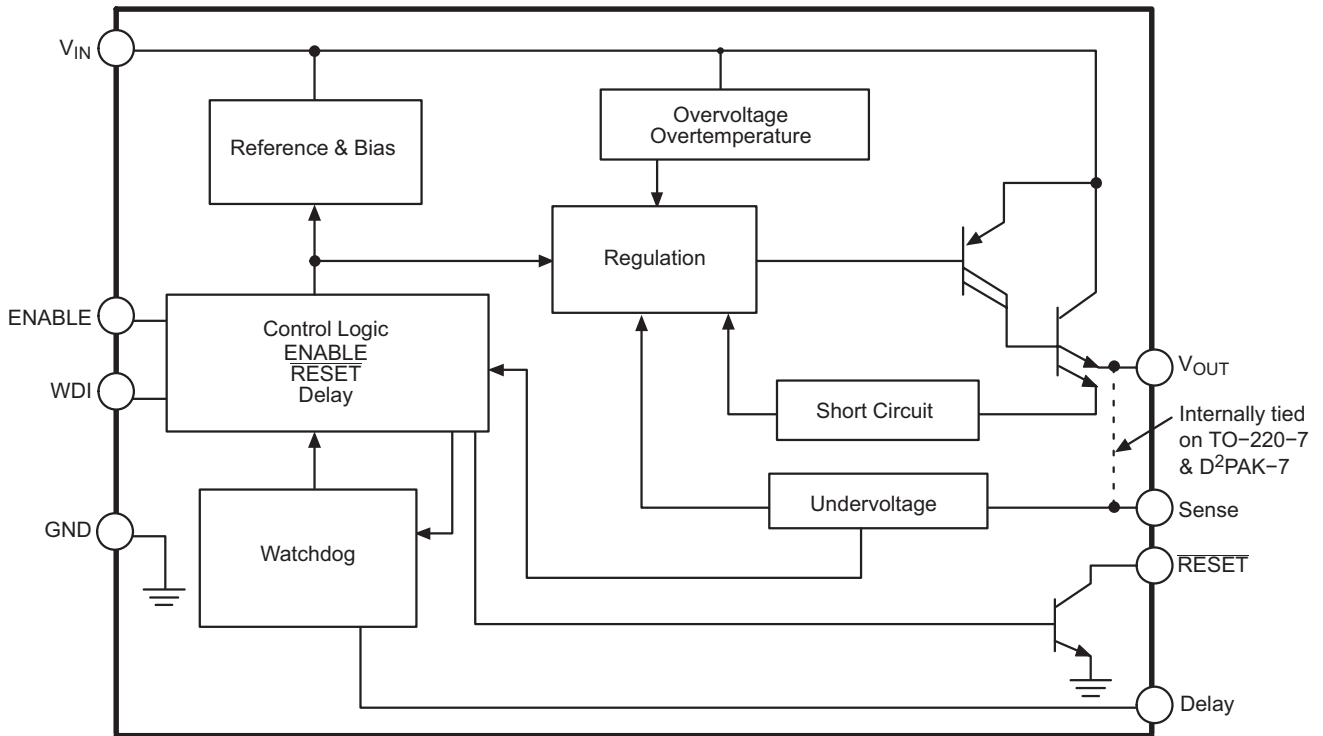 V_IN
Overvoltage
Overtemperature
Reference & Bias
Regulation
ENABLE
Control Logic
ENABLE
RESET
Delay
WDI
V_OUT
Short Circuit
Internally tied
on TO−220−7
& D²PAK−7
Undervoltage
Sense
GND
Watchdog
RESET
Delay